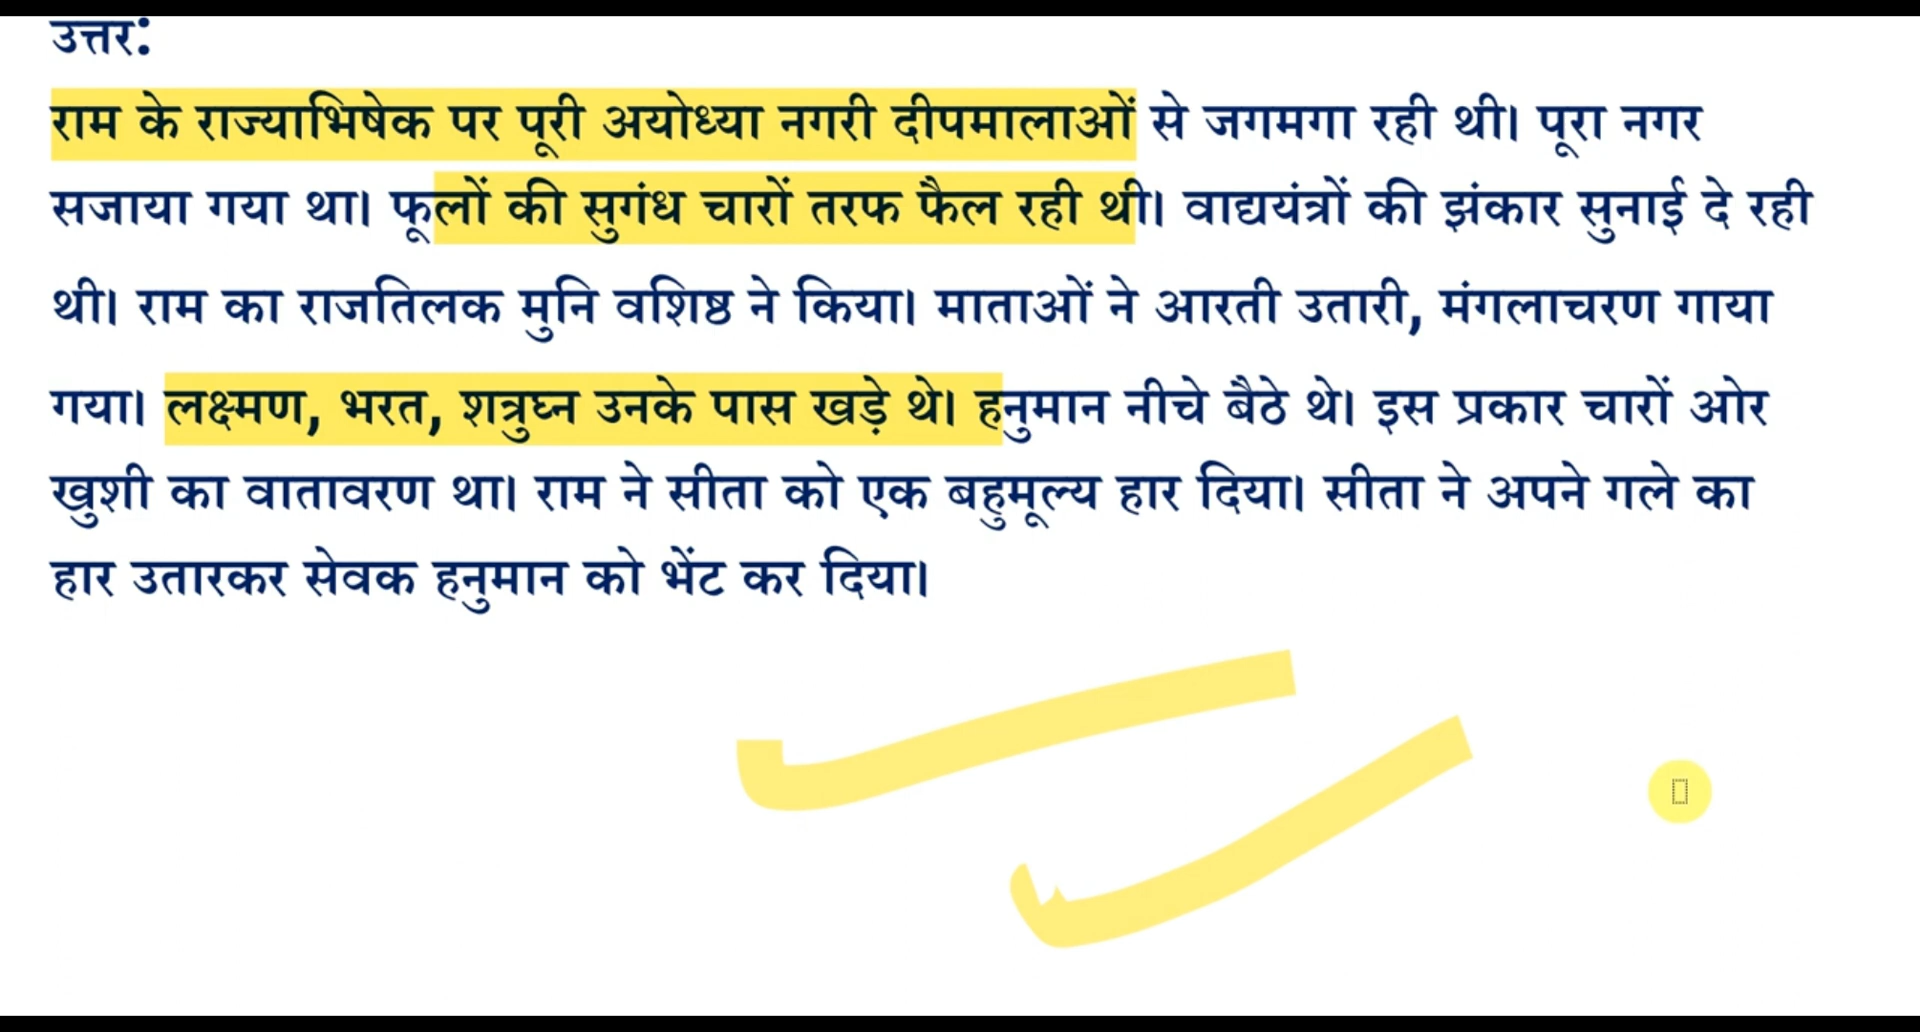 उत्तर:
राम के राज्याभिषेक पर पूरी अयोध्या नगरी दीपमालाओं से जगमगा रही थी। पूरा नगर
सजाया गया था। फूलों की सुगंध चारों तरफ फैल रही थी। वाद्ययंत्रों की झंकार सुनाई दे रही
थी। राम का राजतिलक मुनि वशिष्ठ ने किया। माताओं ने आरती उतारी, मंगलाचरण गाया
गया। लक्ष्मण, भरत, शत्रुघ्न उनके पास खड़े थे। हनुमान नीचे बैठे थे। इस प्रकार चारों ओर
खुशी का वातावरण था। राम ने सीता को एक बहुमूल्य हार दिया। सीता ने अपने गले का
हार उतारकर सेवक हनुमान को भेंट कर दिया।